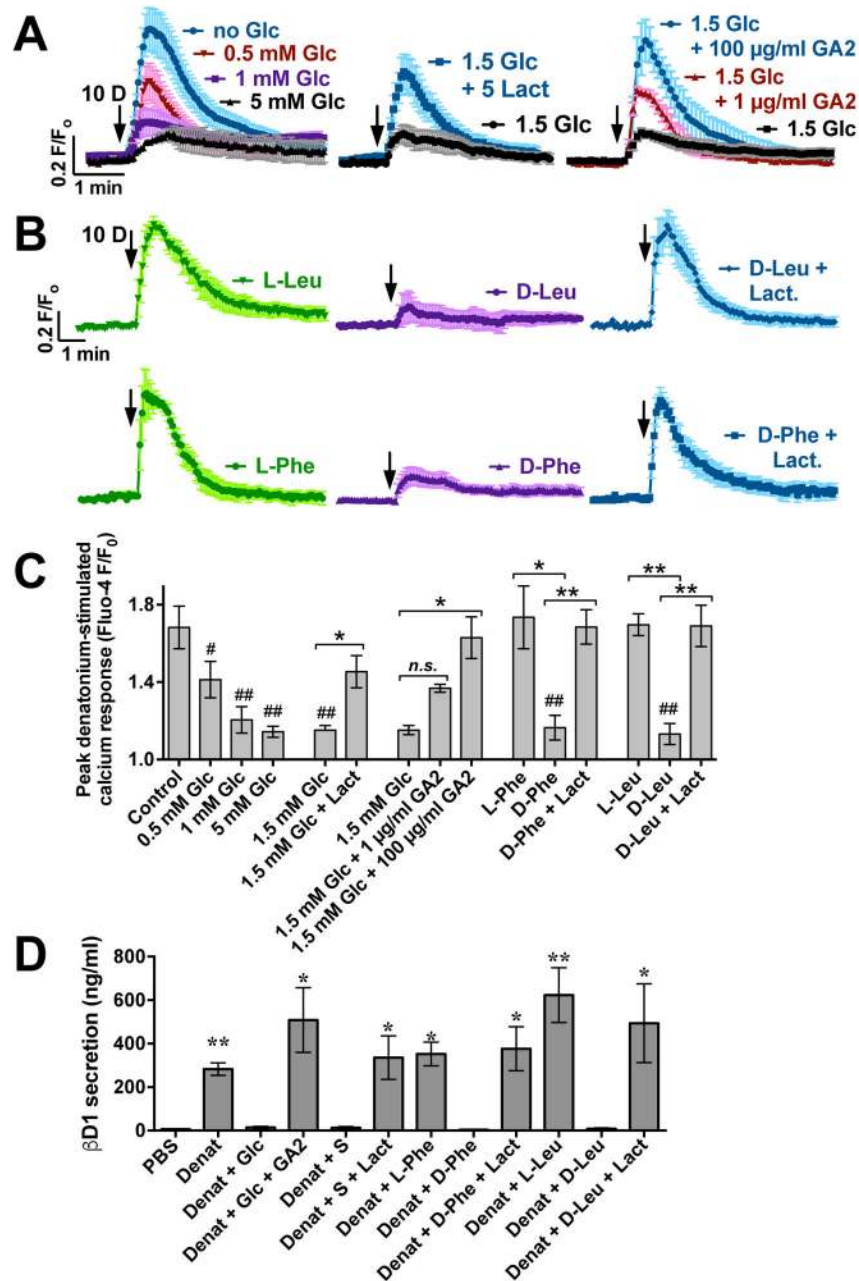 A
no Glc
0.5 mM Glc
1 mM Glc
5 mM Glc
10 D
0.2 F/Fo
1 min
1.5 Glc
+ 5 Lact
1.5 Glc
1.5 Glc
+ 100 µg/ml GA2
1.5 Glc
+ 1 µg/ml GA2
1.5 Glc
B
10 D
0.2 F/Fo
1 min
L-Leu
D-Leu
D-Leu +
Lact.
L-Phe
D-Phe
D-Phe +
Lact.
C
Peak denatonium-stimulated
calcium response (Fluo-4 F/F0)
1.8
1.4
1.0
#
##
##
##
*
n.s.
*
*
**
##
**
**
##
Control
0.5 mM Glc
1 mM Glc
5 mM Glc
1.5 mM Glc
1.5 mM Glc + Lact
1.5 mM Glc
1.5 mM Glc + 1 µg/ml GA2
1.5 mM Glc + 100 µg/ml GA2
L-Phe
D-Phe
D-Phe + Lact
L-Leu
D-Leu
D-Leu + Lact
D
βD1 secretion (ng/ml)
800
600
400
200
0
**
*
*
*
*
**
*
PBS
Denat
Denat + Glc
Denat + Glc + GA2
Denat + S
Denat + S + Lact
Denat + L-Phe
Denat + D-Phe
Denat + D-Phe + Lact
Denat + L-Leu
Denat + D-Leu
Denat + D-Leu + Lact